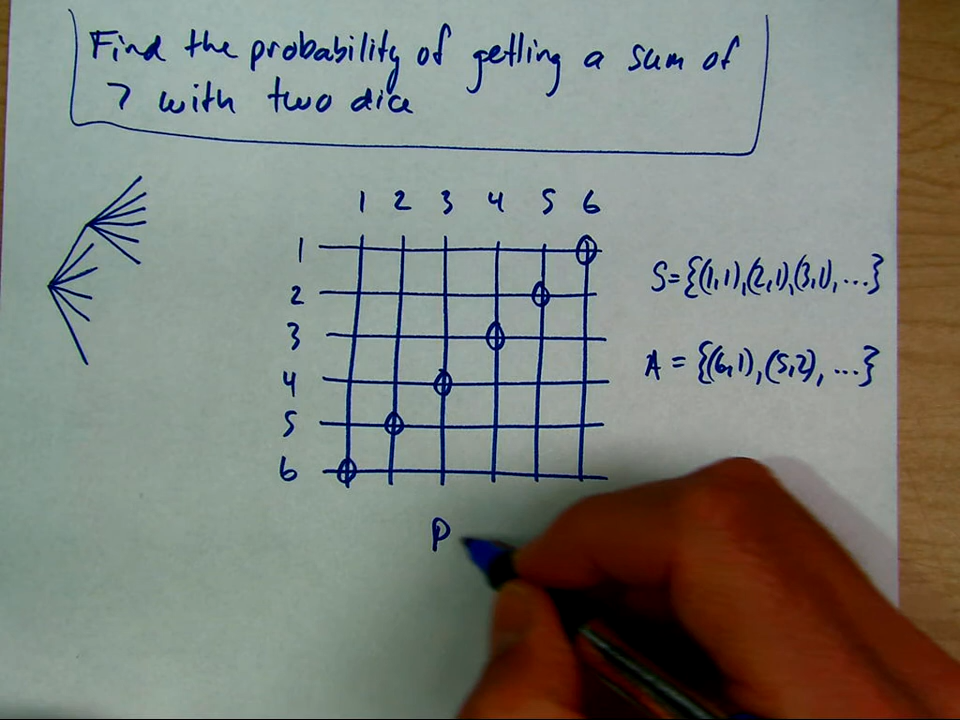 Find the probability of getting a sum of
7 with two dice
1 2 3 4 5 6
1
2
3
4
5
6
S={(1,1),(2,1),(3,1),...}
A = {(6,1),(5,2), ...}
P